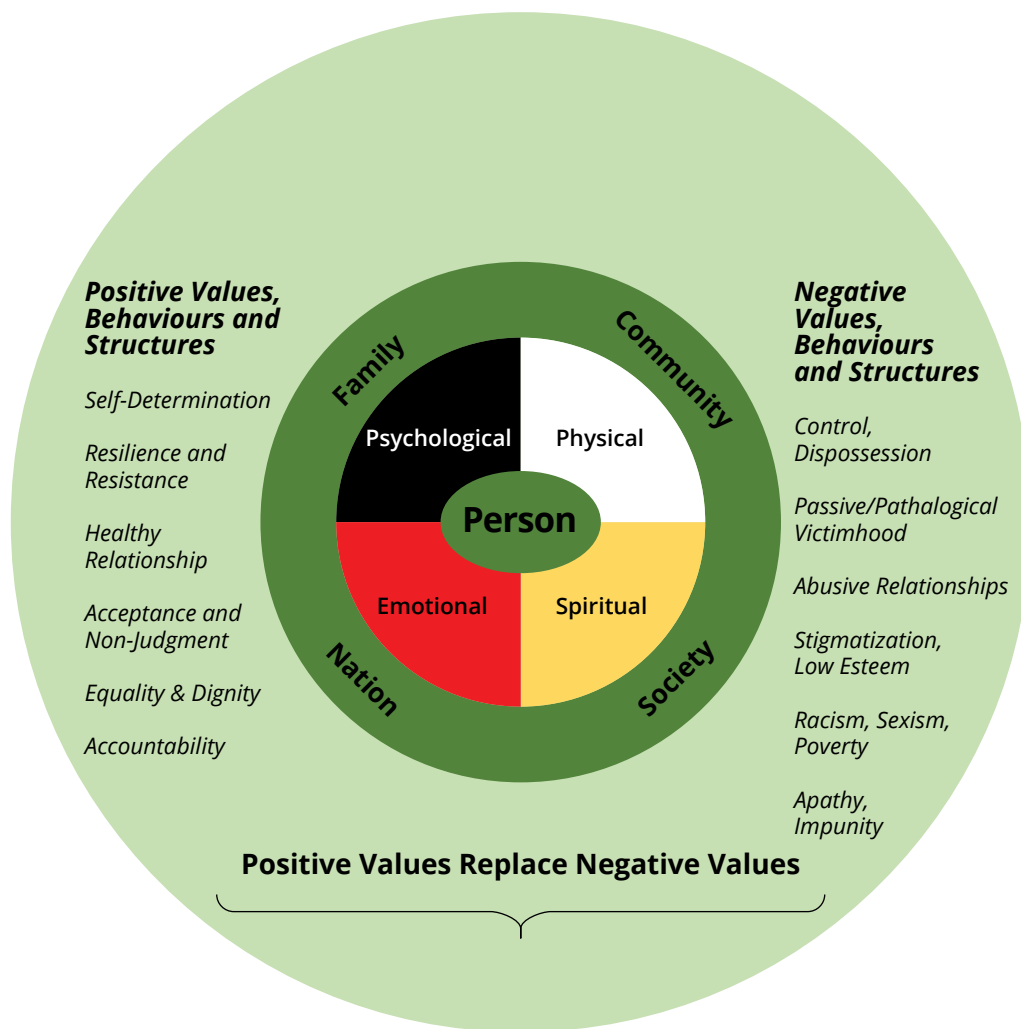 Positive Values,
Behaviours and
Structures
Self-Determination
Resilience and
Resistance
Healthy
Relationship
Acceptance and
Non-Judgment
Equality & Dignity
Accountability
Family
Community
Psychological
Physical
Person
Emotional
Spiritual
Nation
Society
Negative
Values,
Behaviours
and Structures
Control,
Dispossession
Passive/Pathalogical
Victimhood
Abusive Relationships
Stigmatization,
Low Esteem
Racism, Sexism,
Poverty
Apathy,
Impunity
Positive Values Replace Negative Values